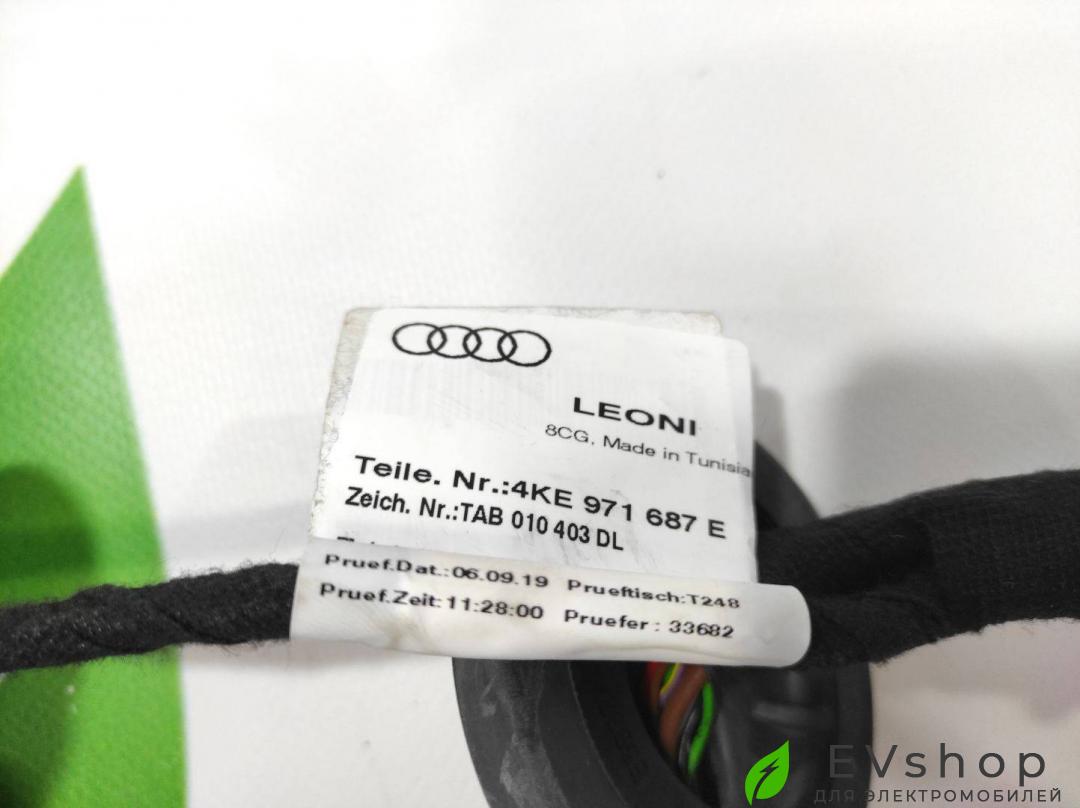 LEONI
8CG, Made in Tunisia
Teile. Nr.:4KE 971 687 E
Zeich. Nr.:TAB 010 403 DL
Pruef.Dat.:06.09.19 Prueftisch:T248
Pruef.Zeit:11:28:00 Pruefer : 33682
EVshop
ДЛЯ ЭЛЕКТРОМОБИЛЕЙ